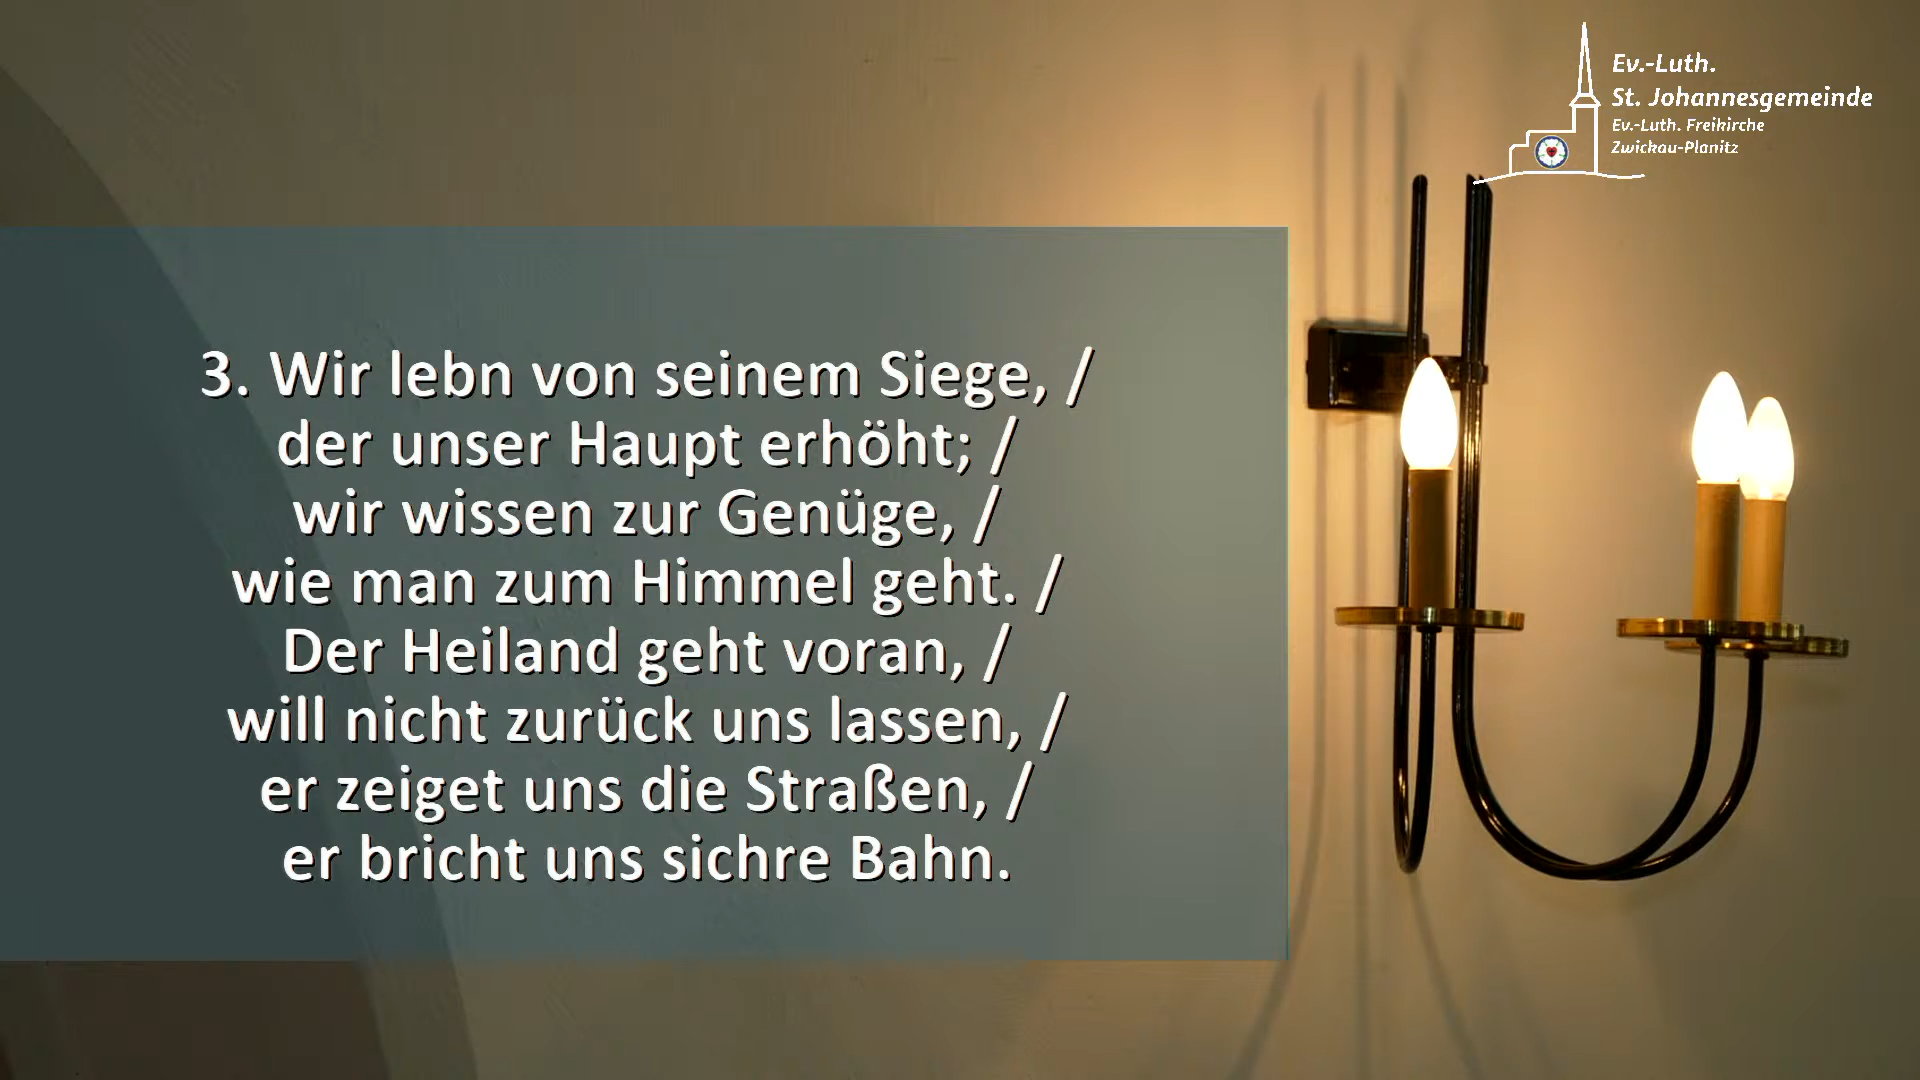 Ev.-Luth.
St. Johannesgemeinde
Ev.-Luth. Freikirche
Zwickau-Planitz
3. Wir lebn von seinem Siege, /
der unser Haupt erhöht; /
wir wissen zur Genüge, /
wie man zum Himmel geht. /
Der Heiland geht voran, /
will nicht zurück uns lassen, /
er zeiget uns die Straßen, /
er bricht uns sichre Bahn.